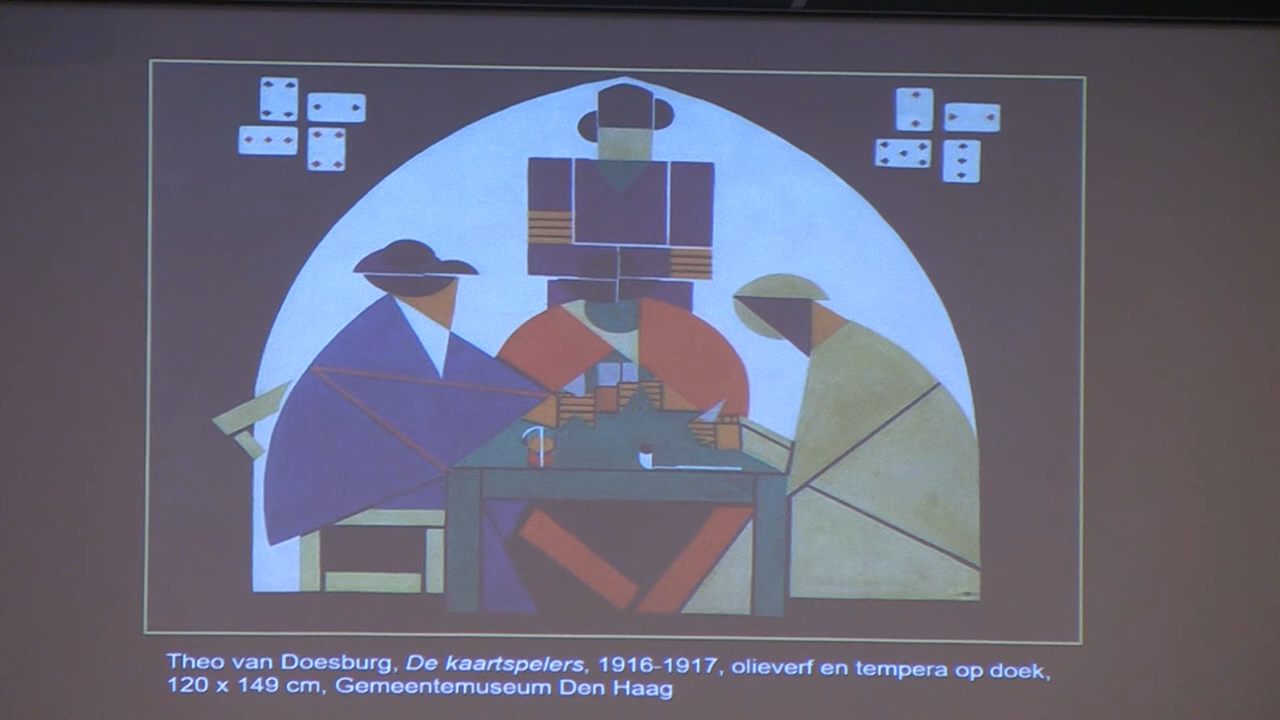 Theo van Doesburg, De kaartspelers, 1916-1917, olieverf en tempera op doek,
120 x 149 cm, Gemeentemuseum Den Haag